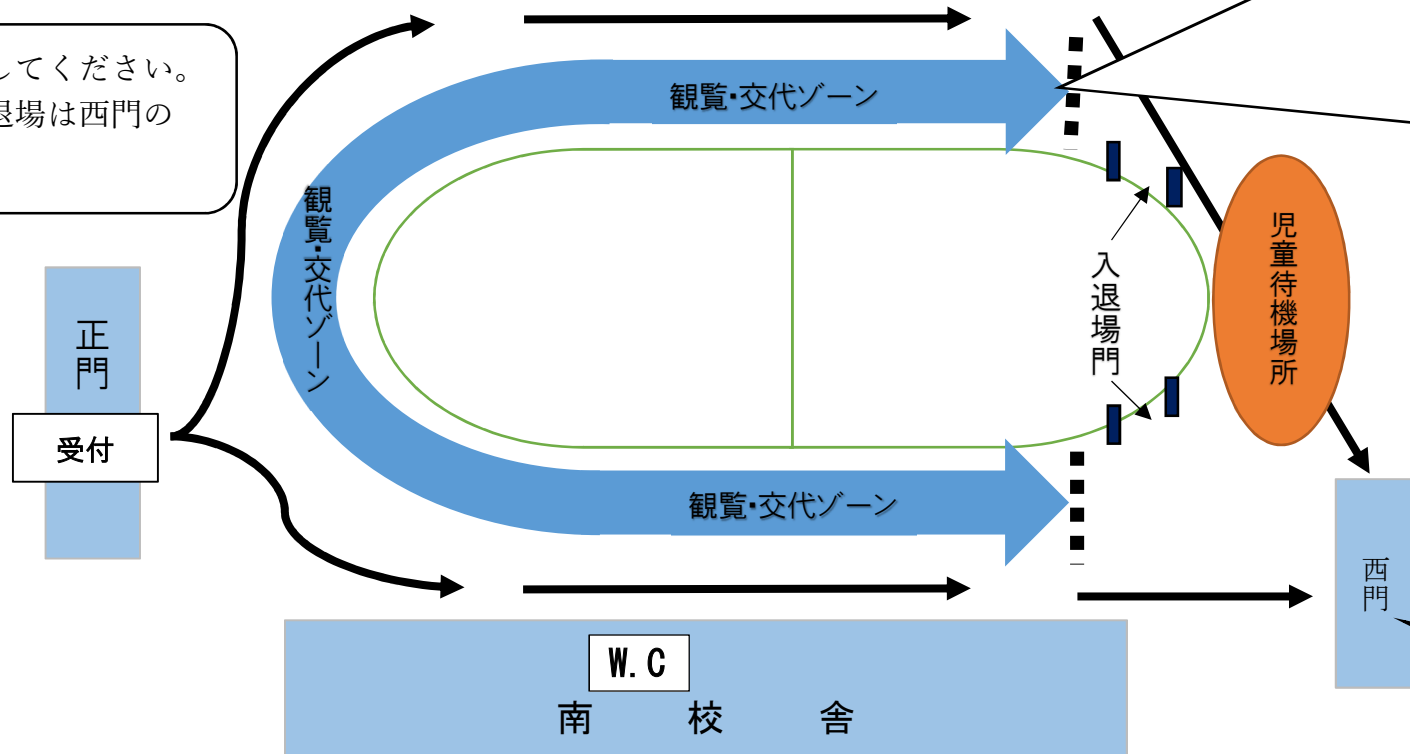 してください。
退場は西門の
観覧・交代ゾーン
観覧・交代ゾーン
正門
受付
入退場門
児童待機場所
観覧・交代ゾーン
西門
W.C
南 校 舎